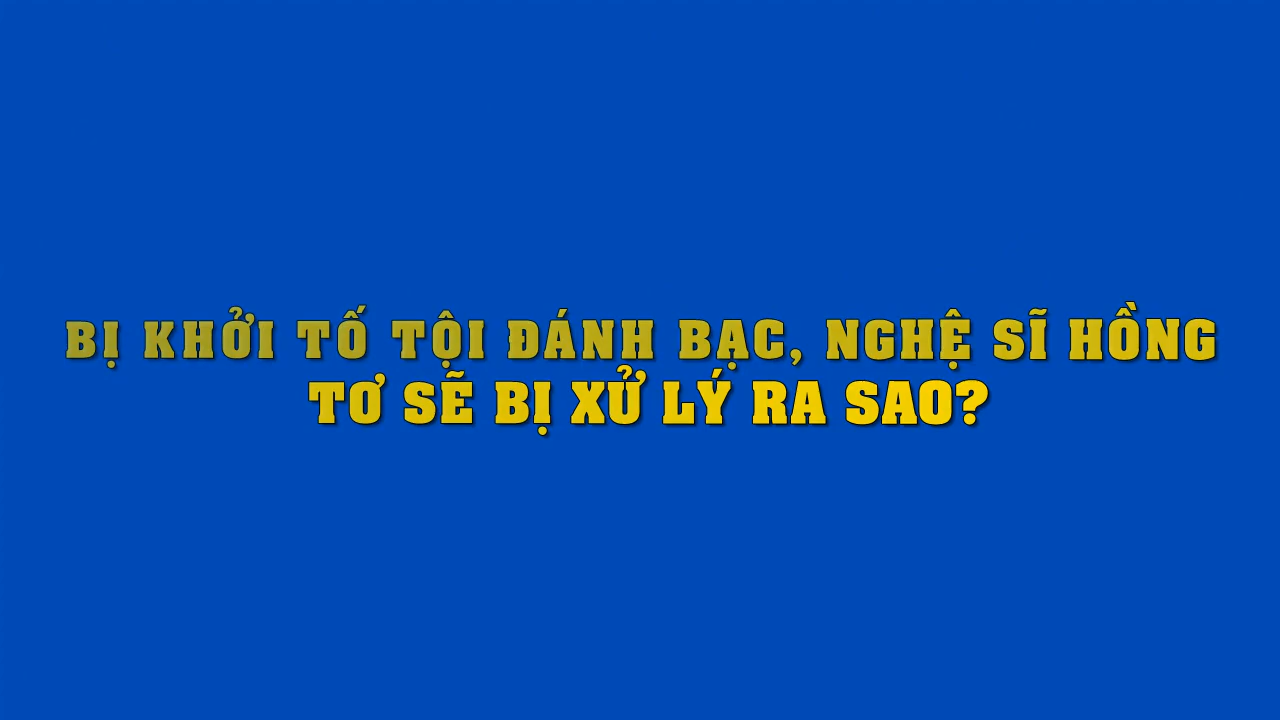 BỊ KHỞI TỐ TỘI ĐÁNH BẠC, NGHỆ SĨ HỒNG
TƠ SẼ BỊ XỬ LÝ RA SAO?